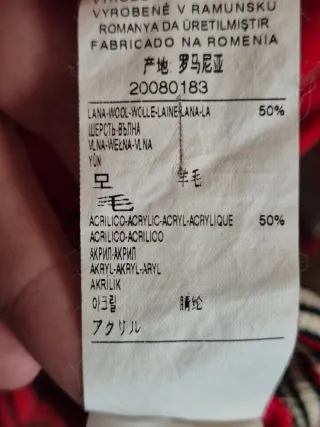 VYROBENÉ V RAMUNSKU
ROMANYA DA ÜRETILMIŞTIR
FABRICADO NA ROMENIA
产地 罗马尼亚
20080183
LANA-WOOL-WOLLE-LAINE-LANA-LA 50%
ШЕРСТЬ-ВЪЛНА
VLNA-WEŁNA-VLNA
YÜN
모 羊毛
毛
ACRILICO-ACRYLIC-ACRYL-ACRYLIQUE 50%
ACRILICO-ACRILICO
АКРИЛ-АКРИЛ
AKRYL-AKRYL-ARYL
AKRILIK
아크릴 腈纶
アクリル